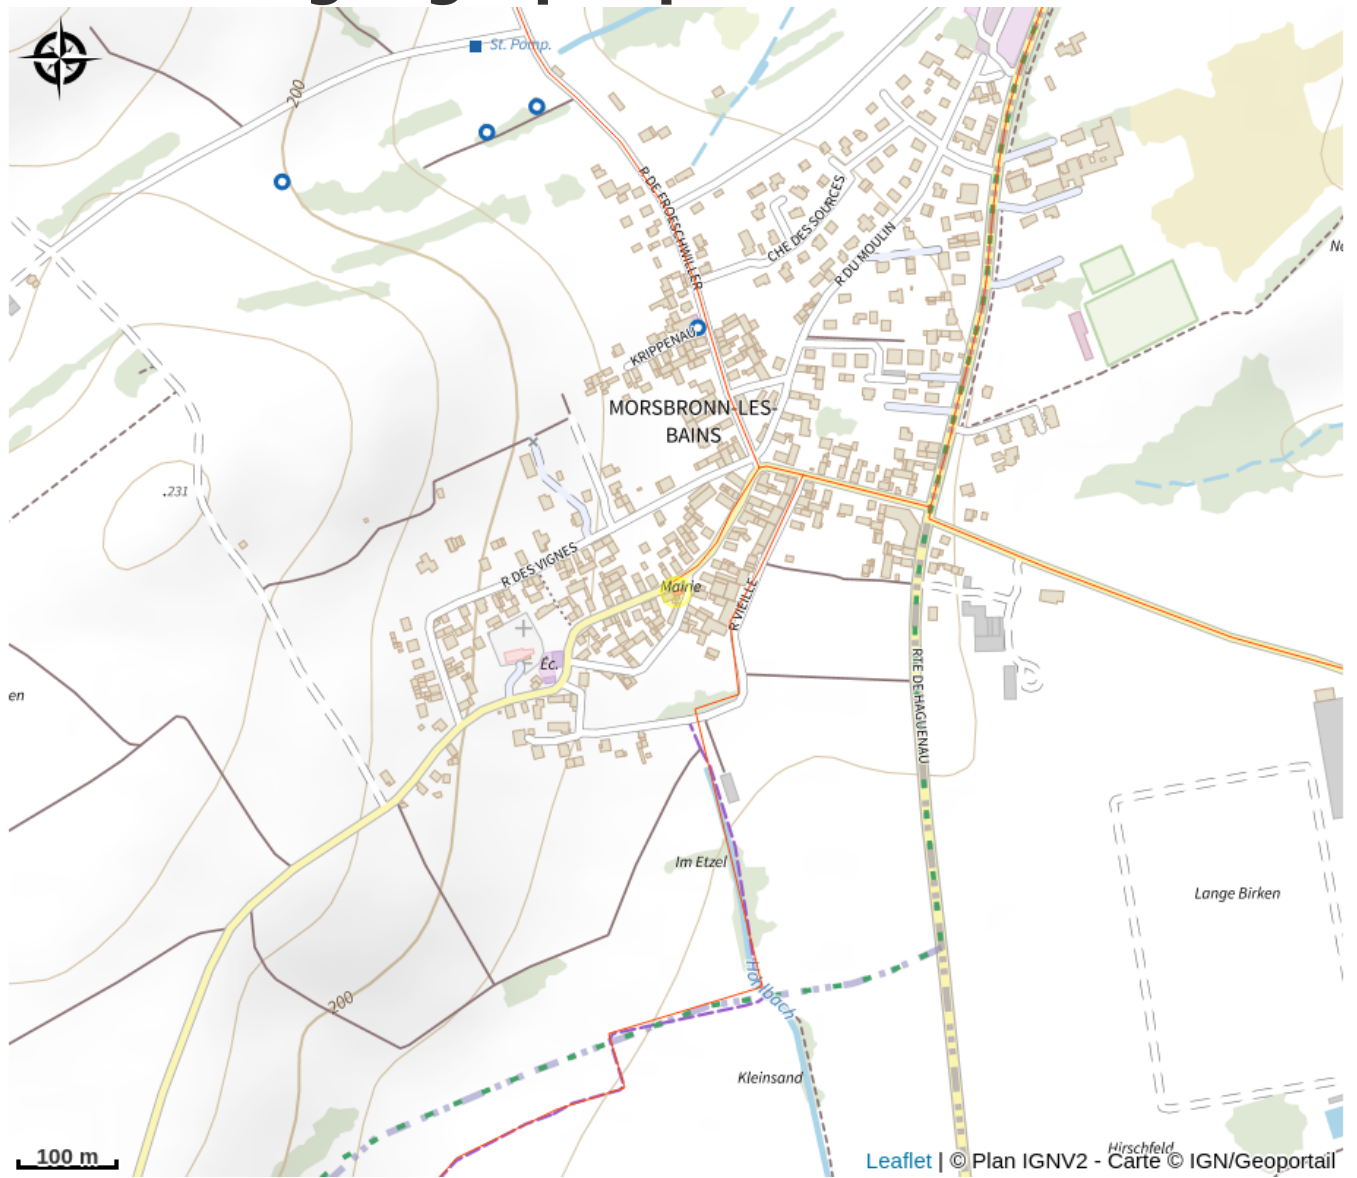 St. Pomp.
200
R DE FROESCHWILLER
CHE DES SOURCES
R DU MOULIN
KRIPPENAU
MORSBRONN-LES-
BAINS
.231
R DES VIGNES
Mairie
R VIEILLE
Éc.
en
RTE DE HAGUENAU
Im Etzel
Lange Birken
200
Horlbach
Kleinsand
Hirschfeld
100 m
Leaflet | © Plan IGNV2 - Carte © IGN/Geoportail